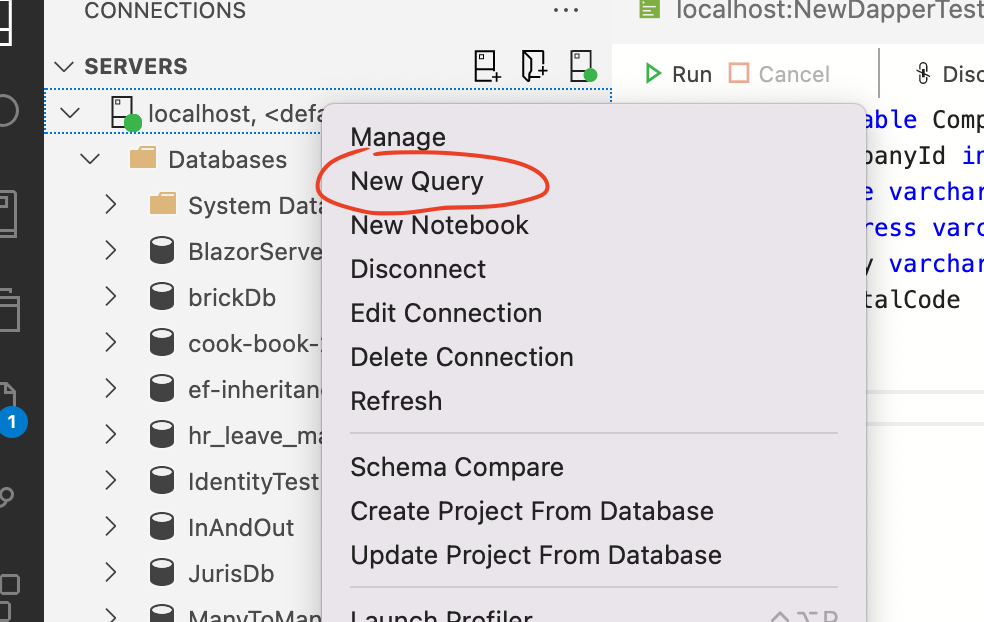 CONNECTIONS
SERVERS
localhost, <defa
Databases
System Data
BlazorServe
brickDb
cook-book-
ef-inheritan
hr_leave_ma
IdentityTest
InAndOut
JurisDb
ManyToMan
1
Manage
New Query
New Notebook
Disconnect
Edit Connection
Delete Connection
Refresh
Schema Compare
Create Project From Database
Update Project From Database
Launch Profiler ⌃⌥P
localhost:NewDapperTest
Run Cancel Disc
able Comp
panyId in
e varchar
ress varc
y varchar
talCode